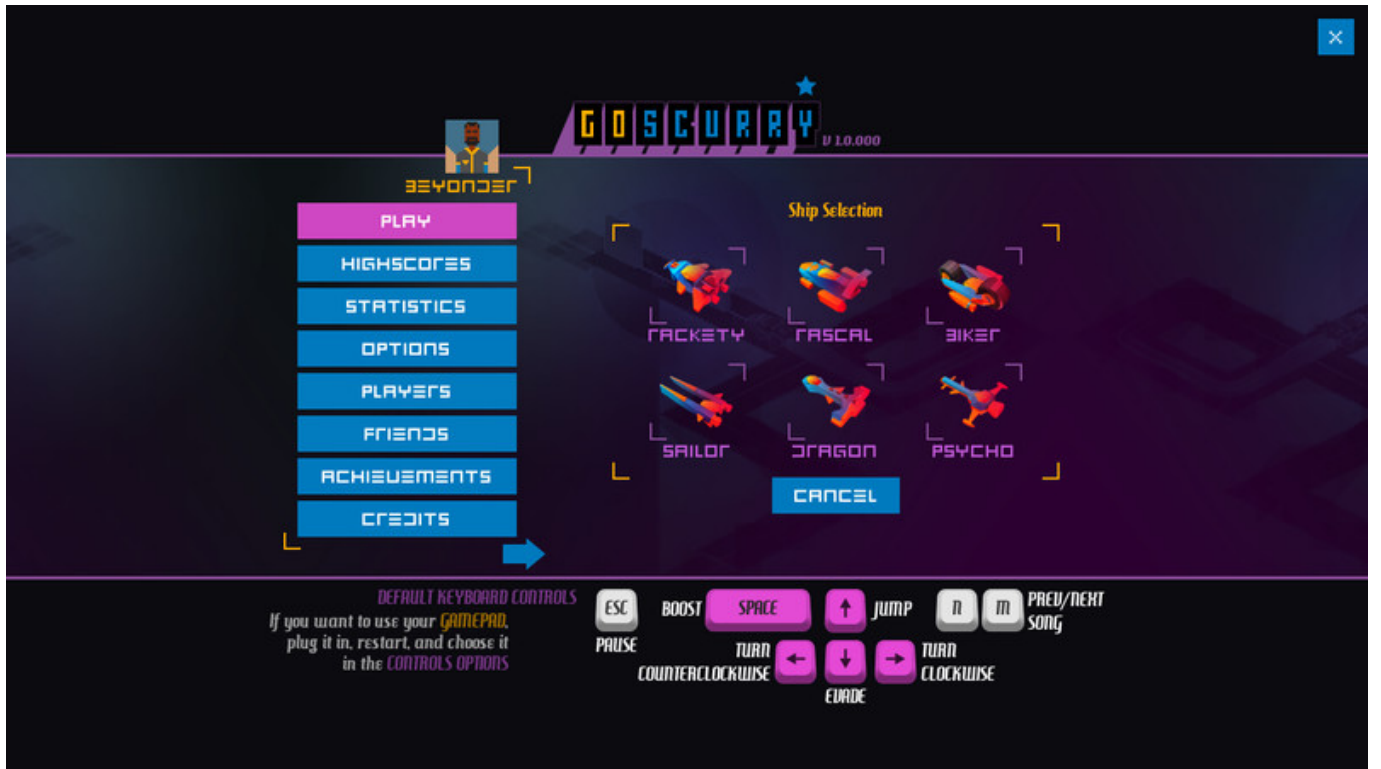 GOSCURRY
V 1.0.000
BEYONDER
PLAY
HIGHSCORES
STATISTICS
OPTIONS
PLAYERS
FRIENDS
ACHIEVEMENTS
CREDITS
Ship Selection
RACKETY
RASCAL
BIKER
SAILOR
DRAGON
PSYCHO
CANCEL
DEFAULT KEYBOARD CONTROLS
If you want to use your GAMEPAD,
plug it in, restart, and choose it
in the CONTROLS OPTIONS
ESC
PAUSE
BOOST
SPACE
JUMP
n
m
PREV/NEXT
SONG
TURN
COUNTERCLOCKWISE
TURN
CLOCKWISE
EVADE